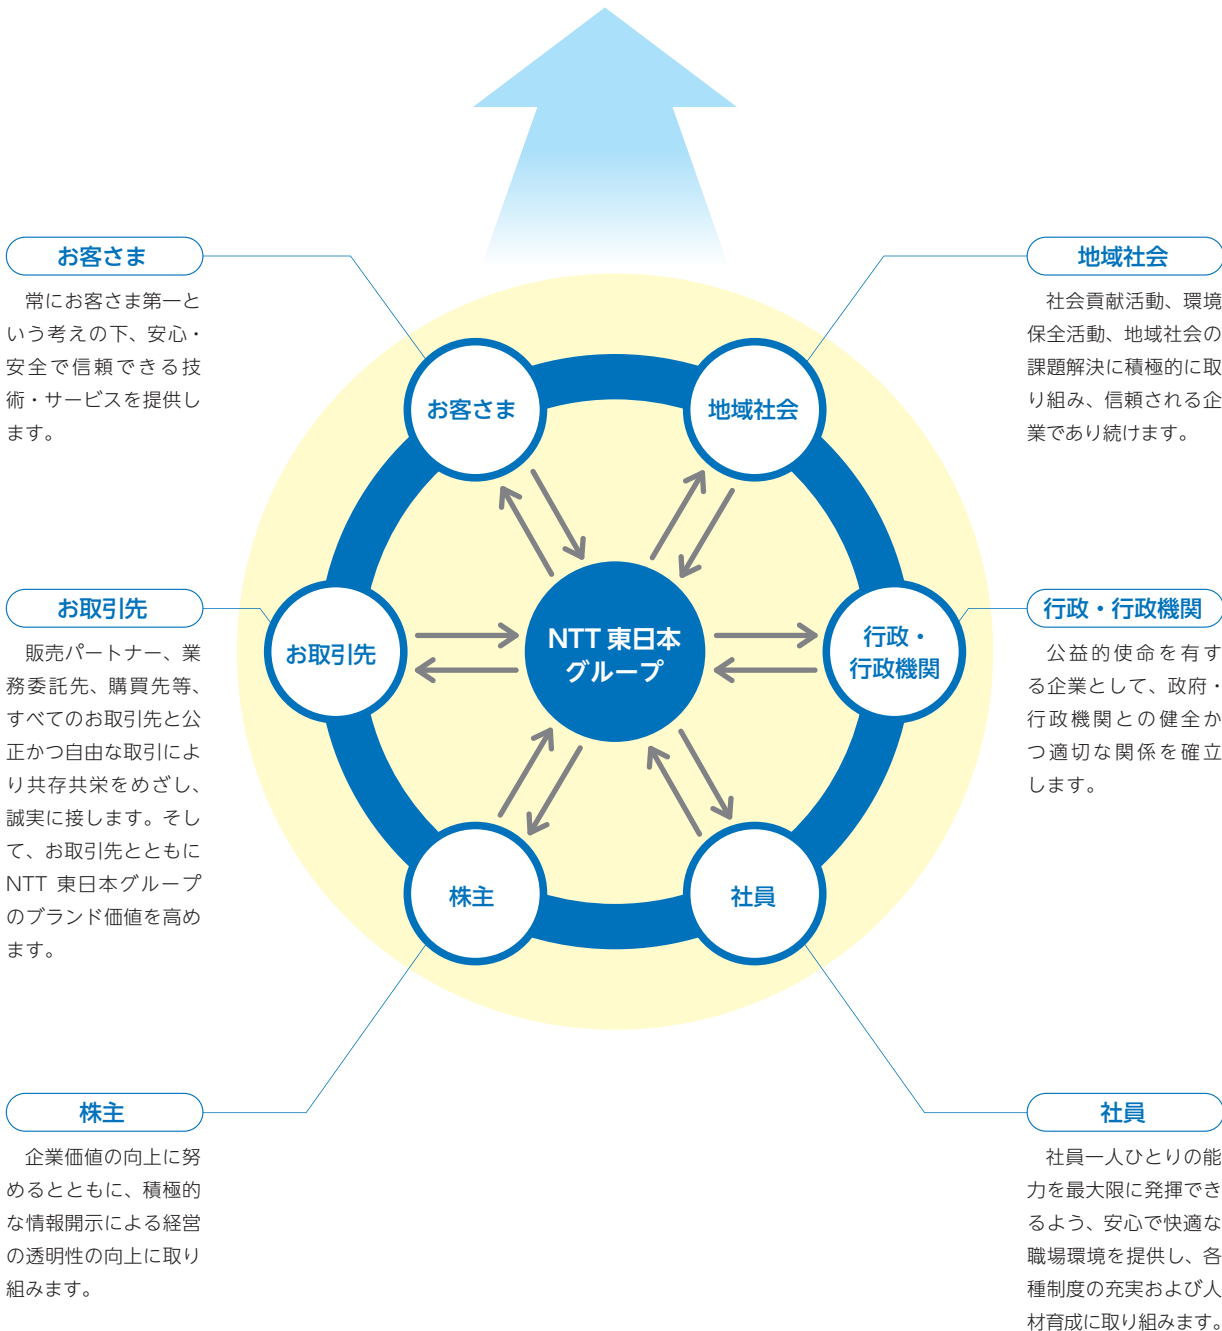 お客さま
常にお客さま第一と
いう考えの下、安心・
安全で信頼できる技
術・サービスを提供し
ます。
地域社会
社会貢献活動、環境
保全活動、地域社会の
課題解決に積極的に取
り組み、信頼される企
業であり続けます。
お客さま
地域社会
お取引先
販売パートナー、業
務委託先、購買先等、
すべてのお取引先と公
正かつ自由な取引によ
り共存共栄をめざし、
誠実に接します。そし
て、お取引先とともに
NTT 東日本グループ
のブランド価値を高め
ます。
お取引先
NTT 東日本
グループ
行政・
行政機関
行政・行政機関
公益的使命を有す
る企業として、政府・
行政機関との健全か
つ適切な関係を確立
します。
株主
社員
株主
企業価値の向上に努
めるとともに、積極的
な情報開示による経営
の透明性の向上に取り
組みます。
社員
社員一人ひとりの能
力を最大限に発揮でき
るよう、安心で快適な
職場環境を提供し、各
種制度の充実および人
材育成に取り組みます。